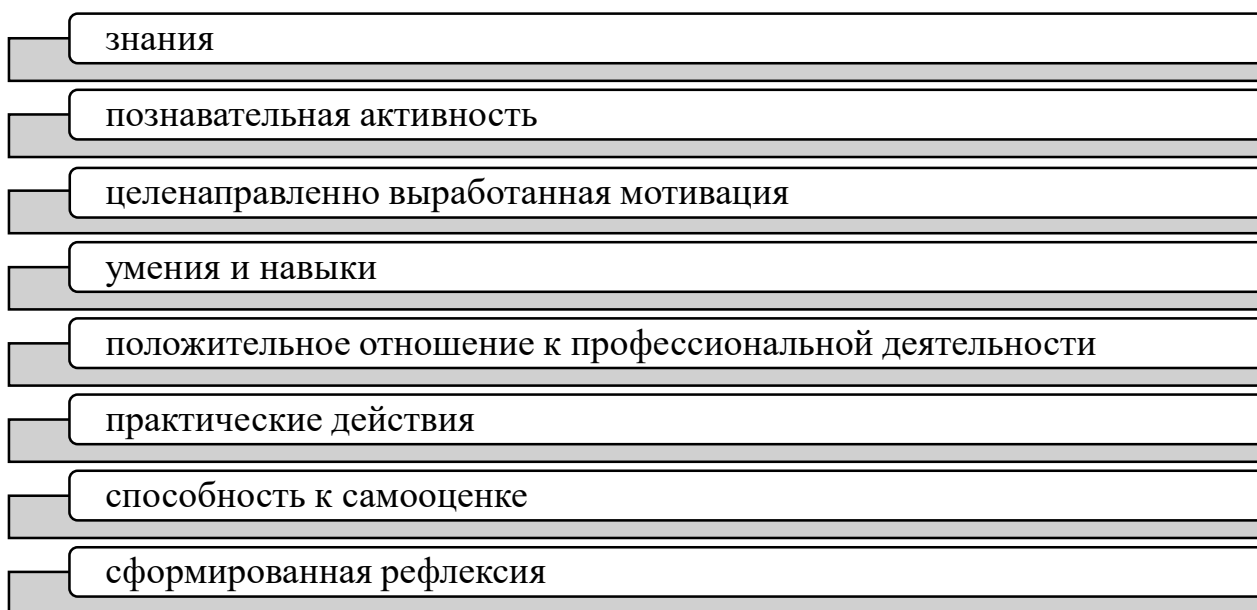 знания
познавательная активность
целенаправленно выработанная мотивация
умения и навыки
положительное отношение к профессиональной деятельности
практические действия
способность к самооценке
сформированная рефлексия